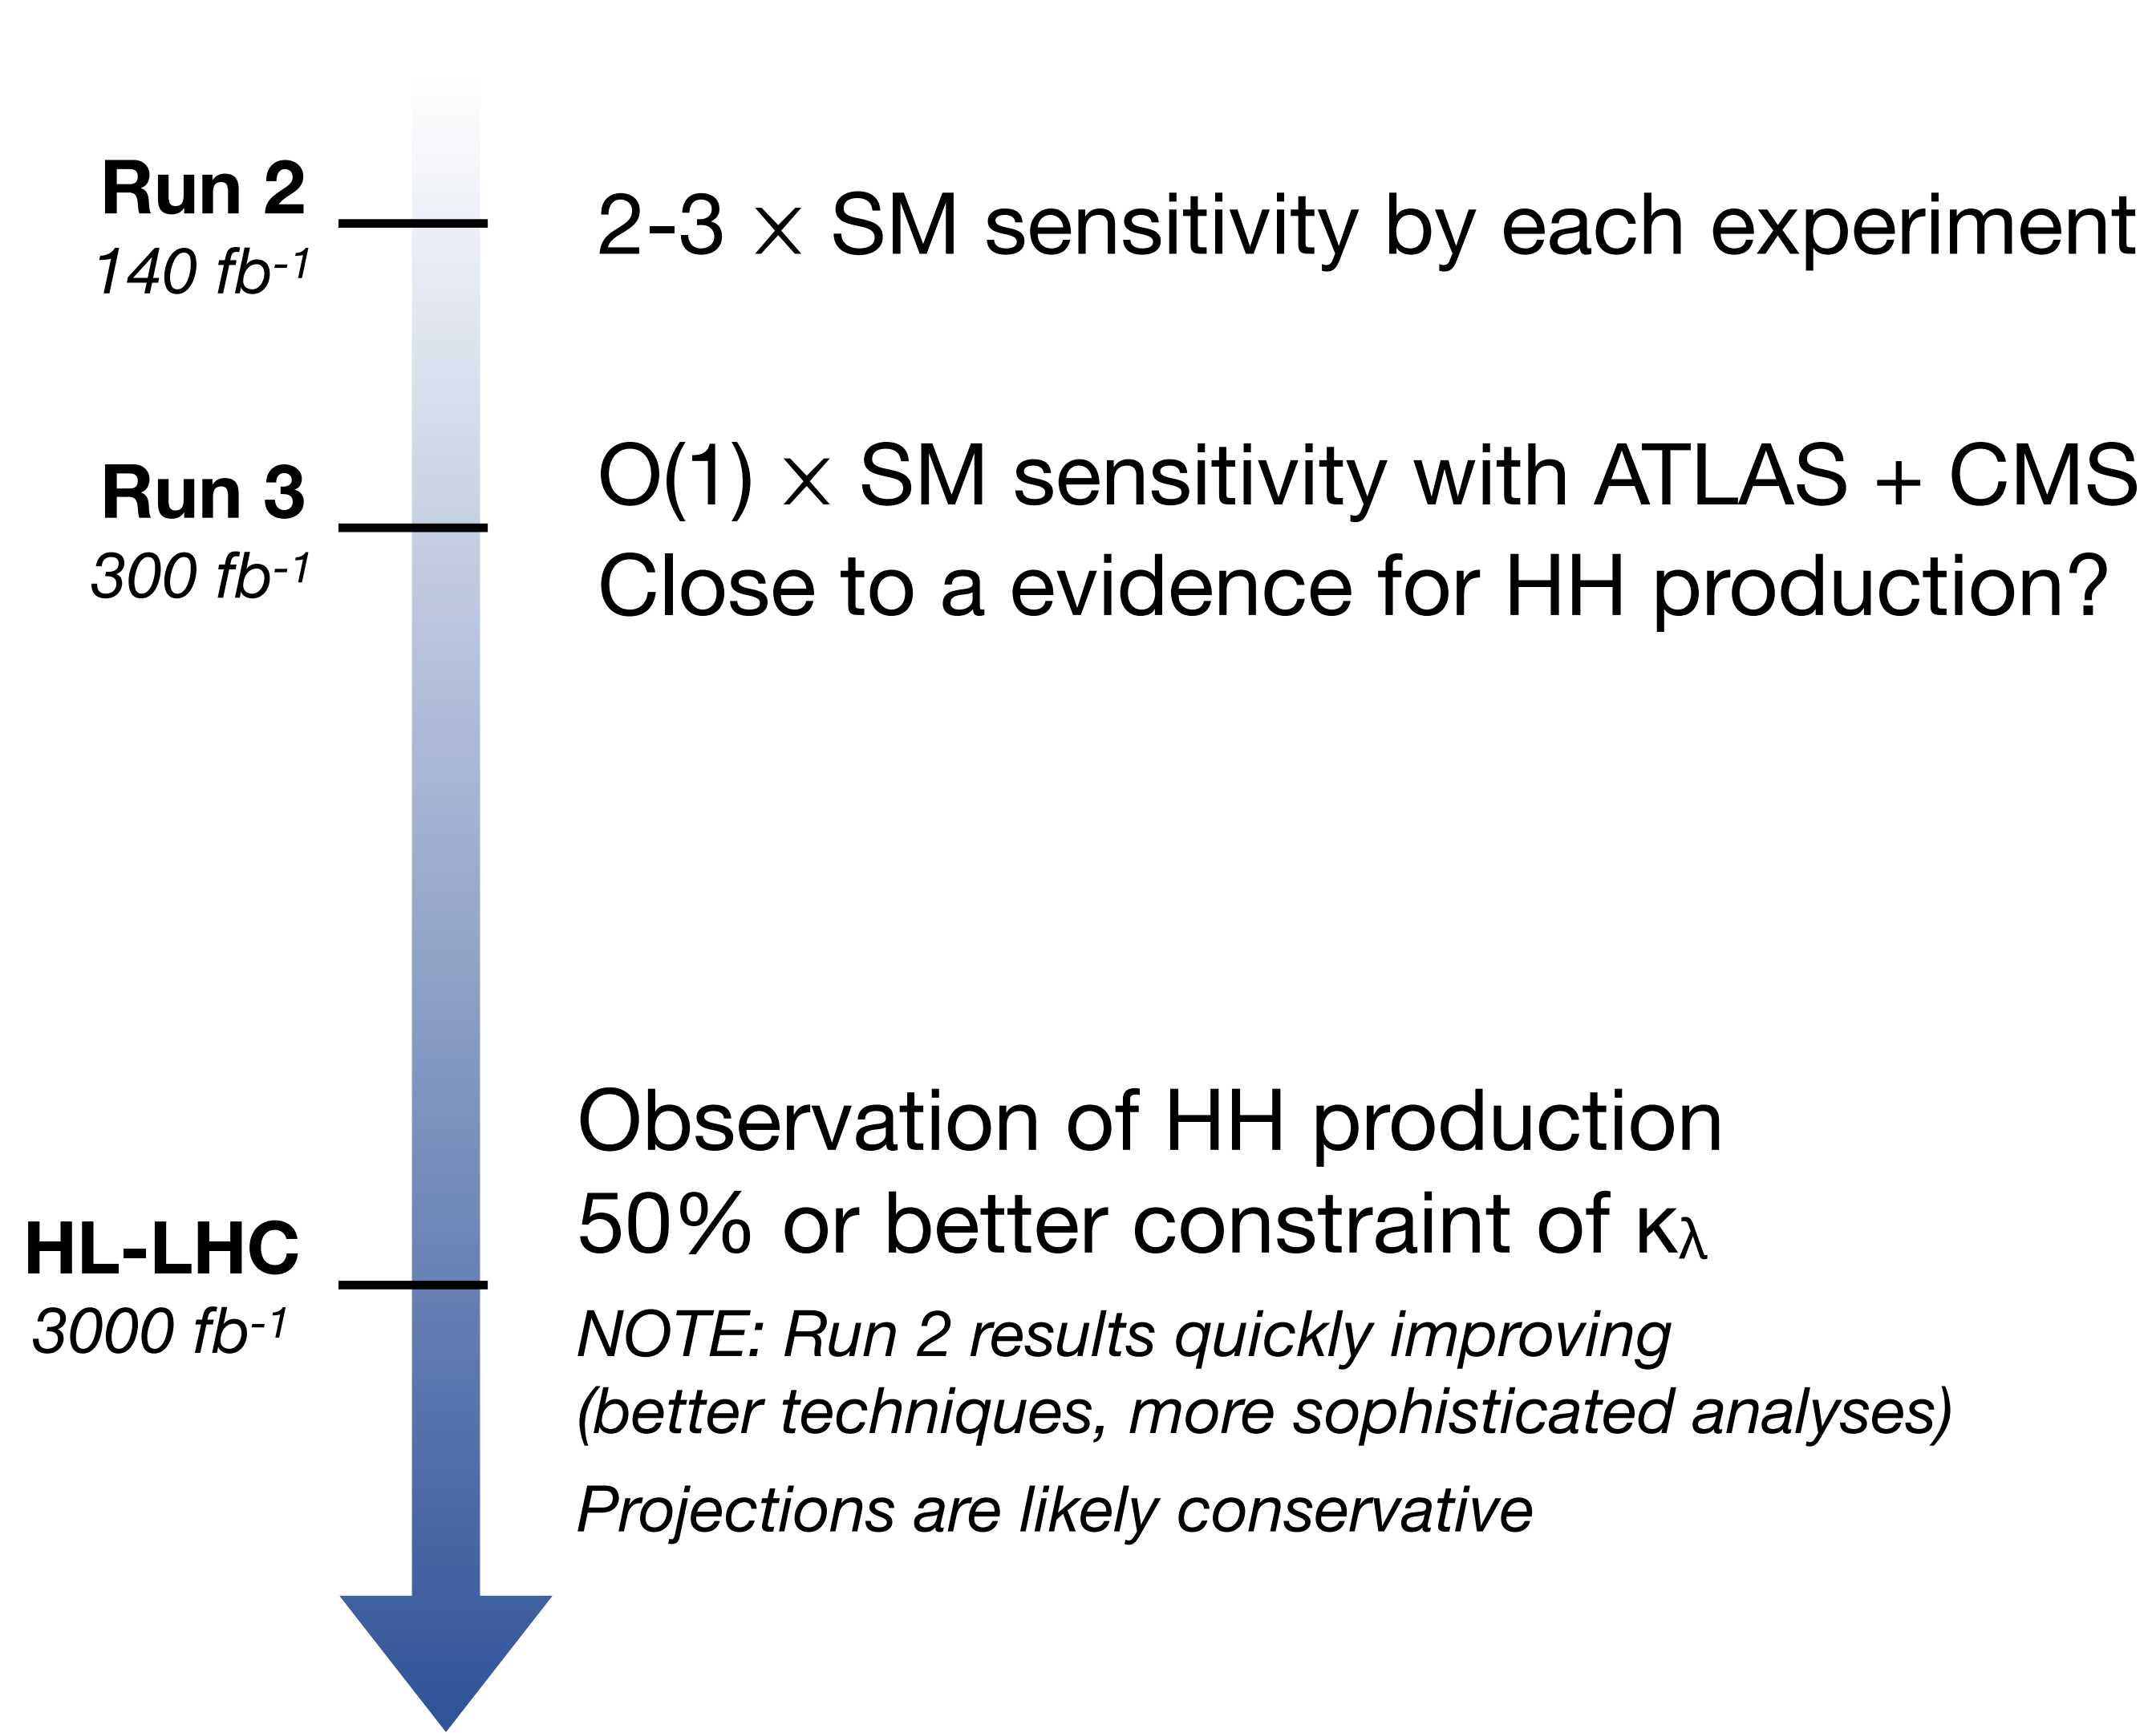 Run 2
140 fb⁻¹
2-3 × SM sensitivity by each experiment
Run 3
300 fb⁻¹
O(1) × SM sensitivity with ATLAS + CMS
Close to a evidence for HH production?
HL-LHC
3000 fb⁻¹
Observation of HH production
50% or better constraint of κλ
NOTE: Run 2 results quickly improving
(better techniques, more sophisticated analyses)
Projections are likely conservative